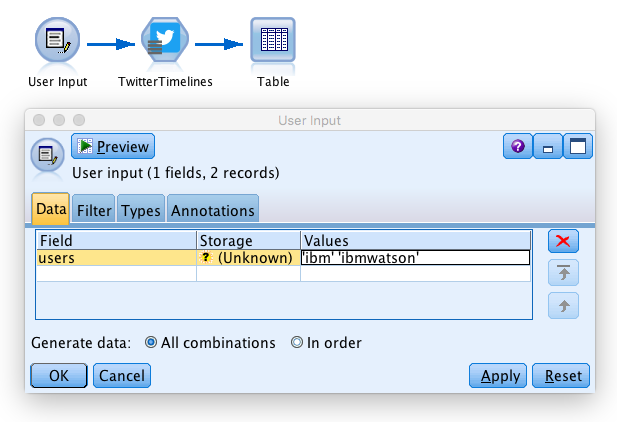 User Input TwitterTimelines Table
User Input
Preview
User input (1 fields, 2 records)
Data Filter Types Annotations
Field Storage Values
users (Unknown) 'ibm' 'ibmwatson'
Generate data: All combinations In order
OK Cancel Apply Reset